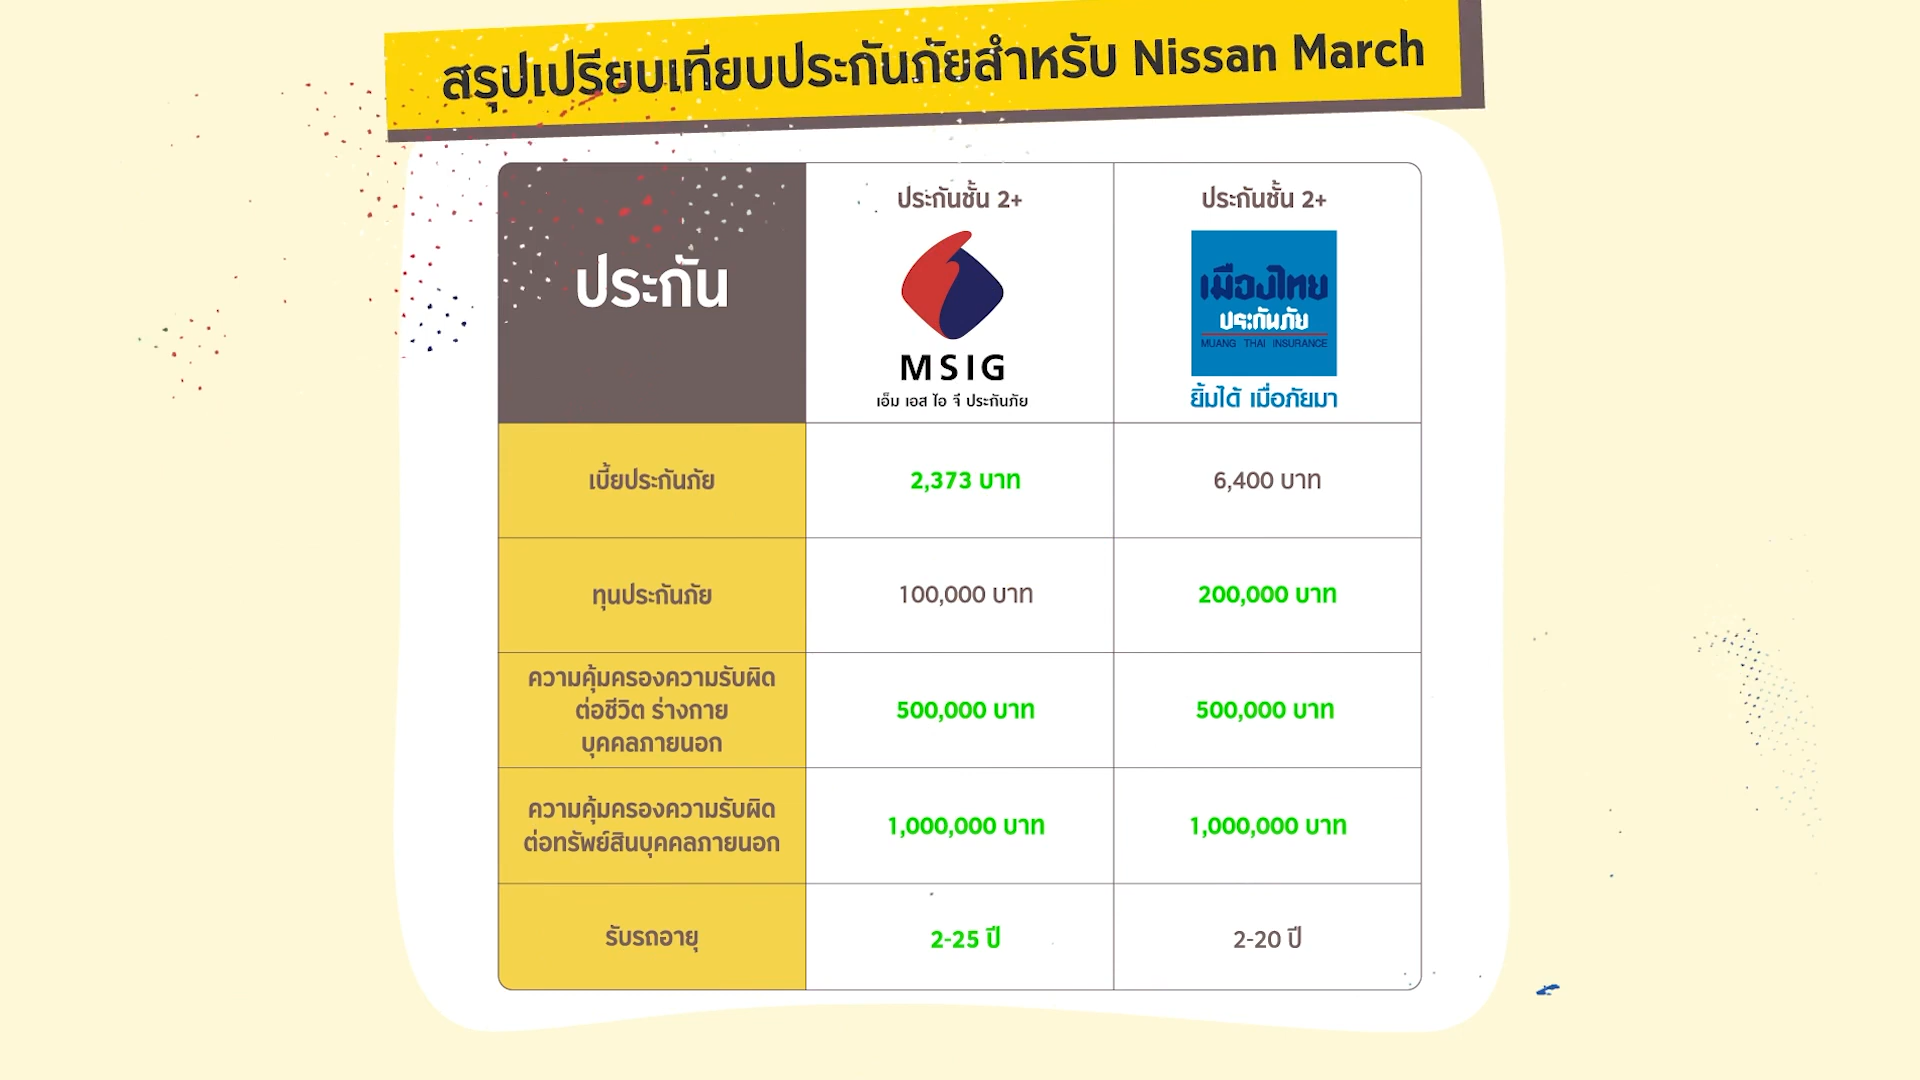 สรุปเปรียบเทียบประกันภัยสำหรับ Nissan March
ประกัน
ประกันชั้น 2+
MSIG
เอ็ม เอส ไอ จี ประกันภัย
ประกันชั้น 2+
เมืองไทย
ประกันภัย
MUANG THAI INSURANCE
ยิ้มได้ เมื่อภัยมา
เบี้ยประกันภัย
2,373 บาท
6,400 บาท
ทุนประกันภัย
100,000 บาท
200,000 บาท
ความคุ้มครองความรับผิด
ต่อชีวิต ร่างกาย
บุคคลภายนอก
500,000 บาท
500,000 บาท
ความคุ้มครองความรับผิด
ต่อทรัพย์สินบุคคลภายนอก
1,000,000 บาท
1,000,000 บาท
รับรถอายุ
2-25 ปี
2-20 ปี